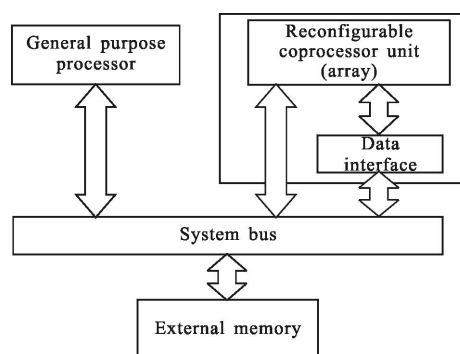 General purpose
processor
Reconfigurable
coprocessor unit
(array)
Data
interface
System bus
External memory